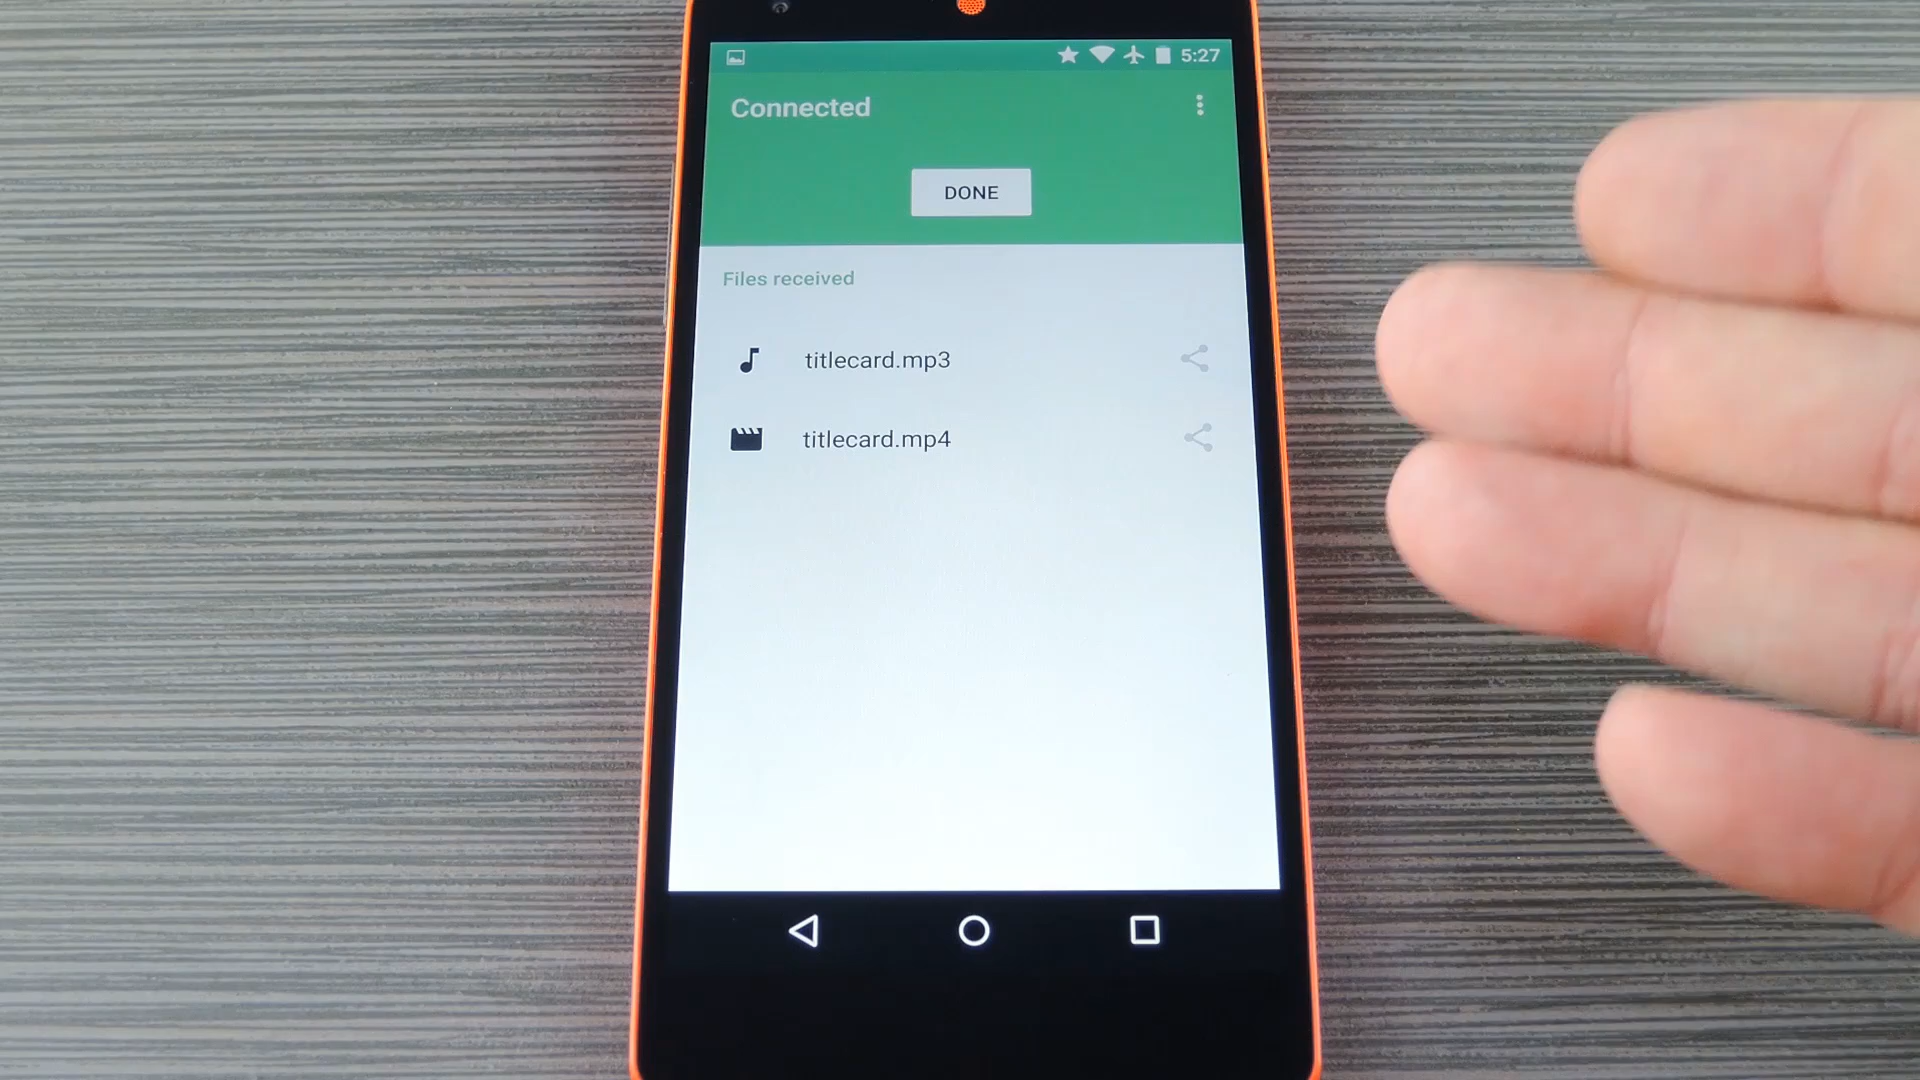 5:27
Connected
DONE
Files received
titlecard.mp3
titlecard.mp4